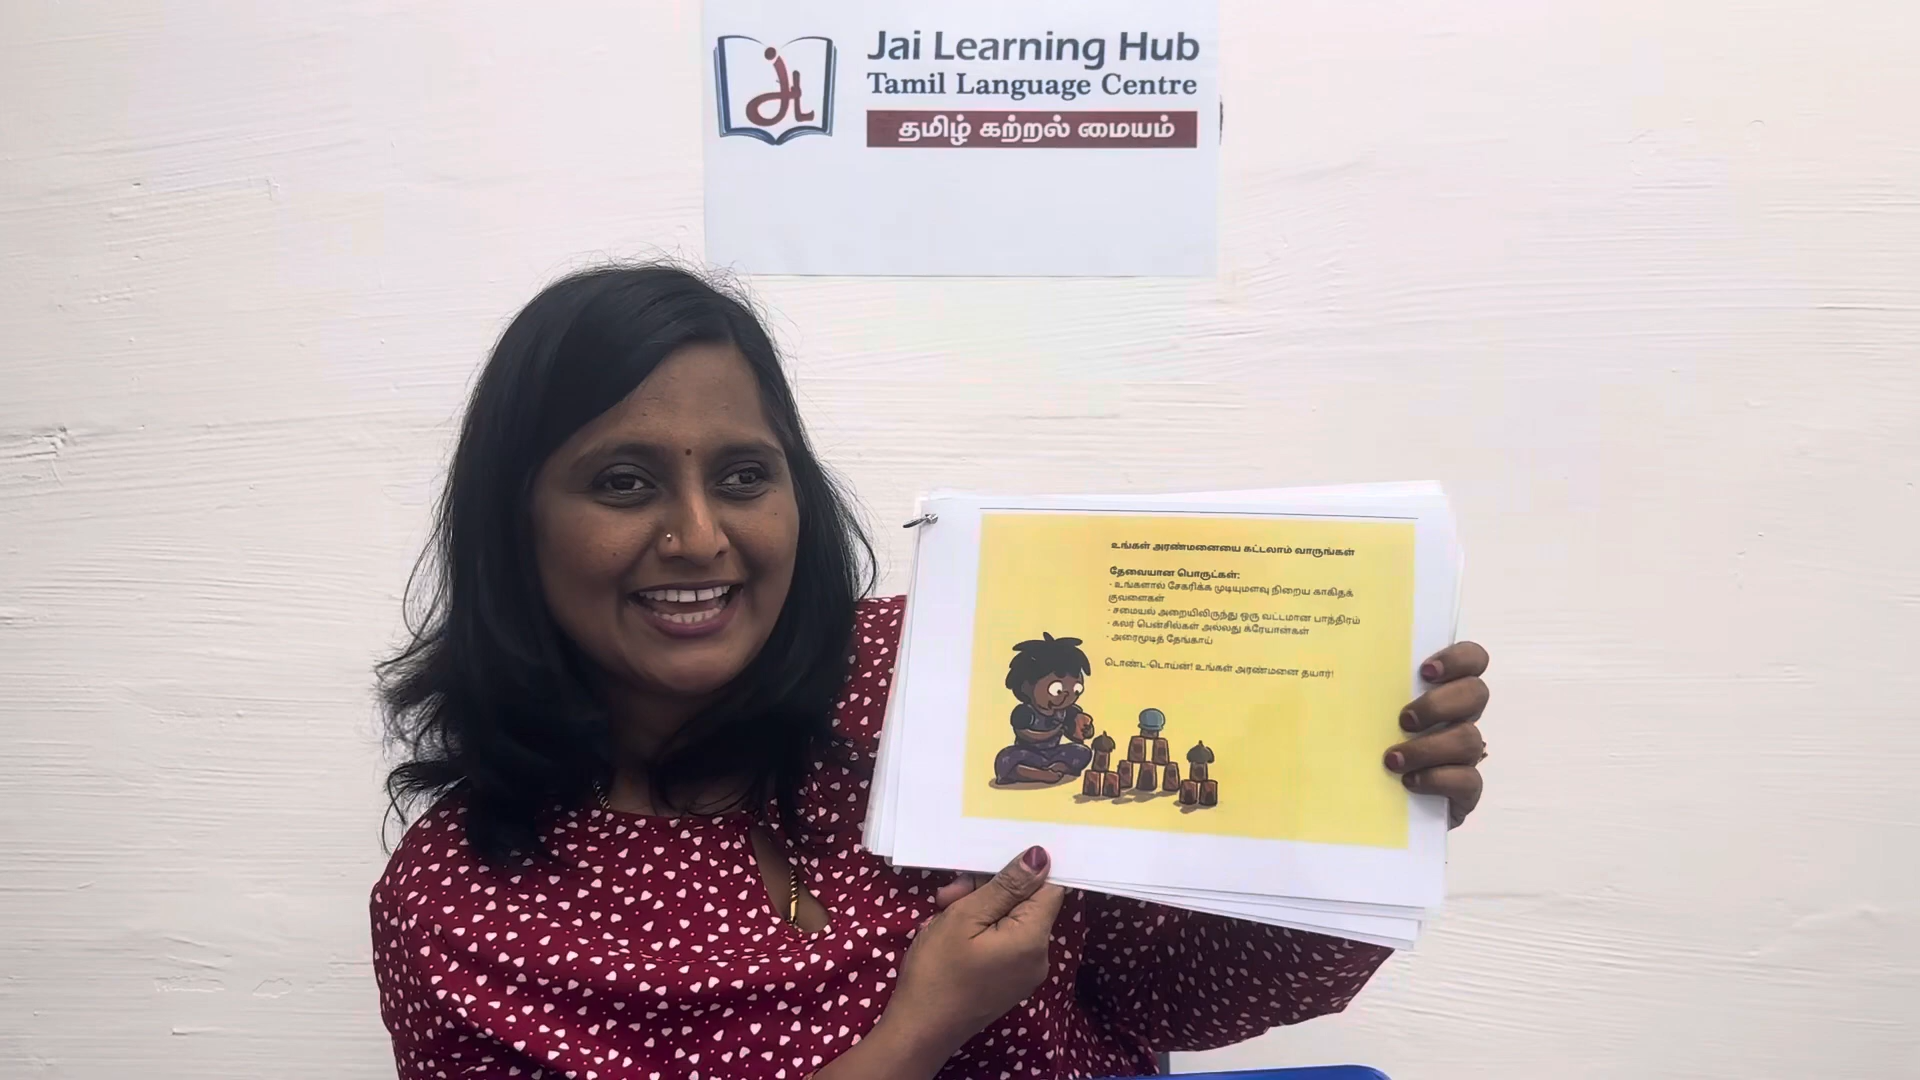 Jai Learning Hub
Tamil Language Centre
தமிழ் கற்றல் மையம்
உங்கள் அரண்மனையை கட்டலாம் வாருங்கள்
தேவையான பொருட்கள்:
- உங்களால் சேகரிக்க முடியுமளவு நிறைய காகிதக்
குவளைகள்
- சமையல் அறையிலிருந்து ஒரு வட்டமான பாத்திரம்
- கலர் பென்சில்கள் அல்லது க்ரேயான்கள்
- அரைமூடித் தேங்காய்
டொண்ட-டொய்ன்! உங்கள் அரண்மனை தயார்!